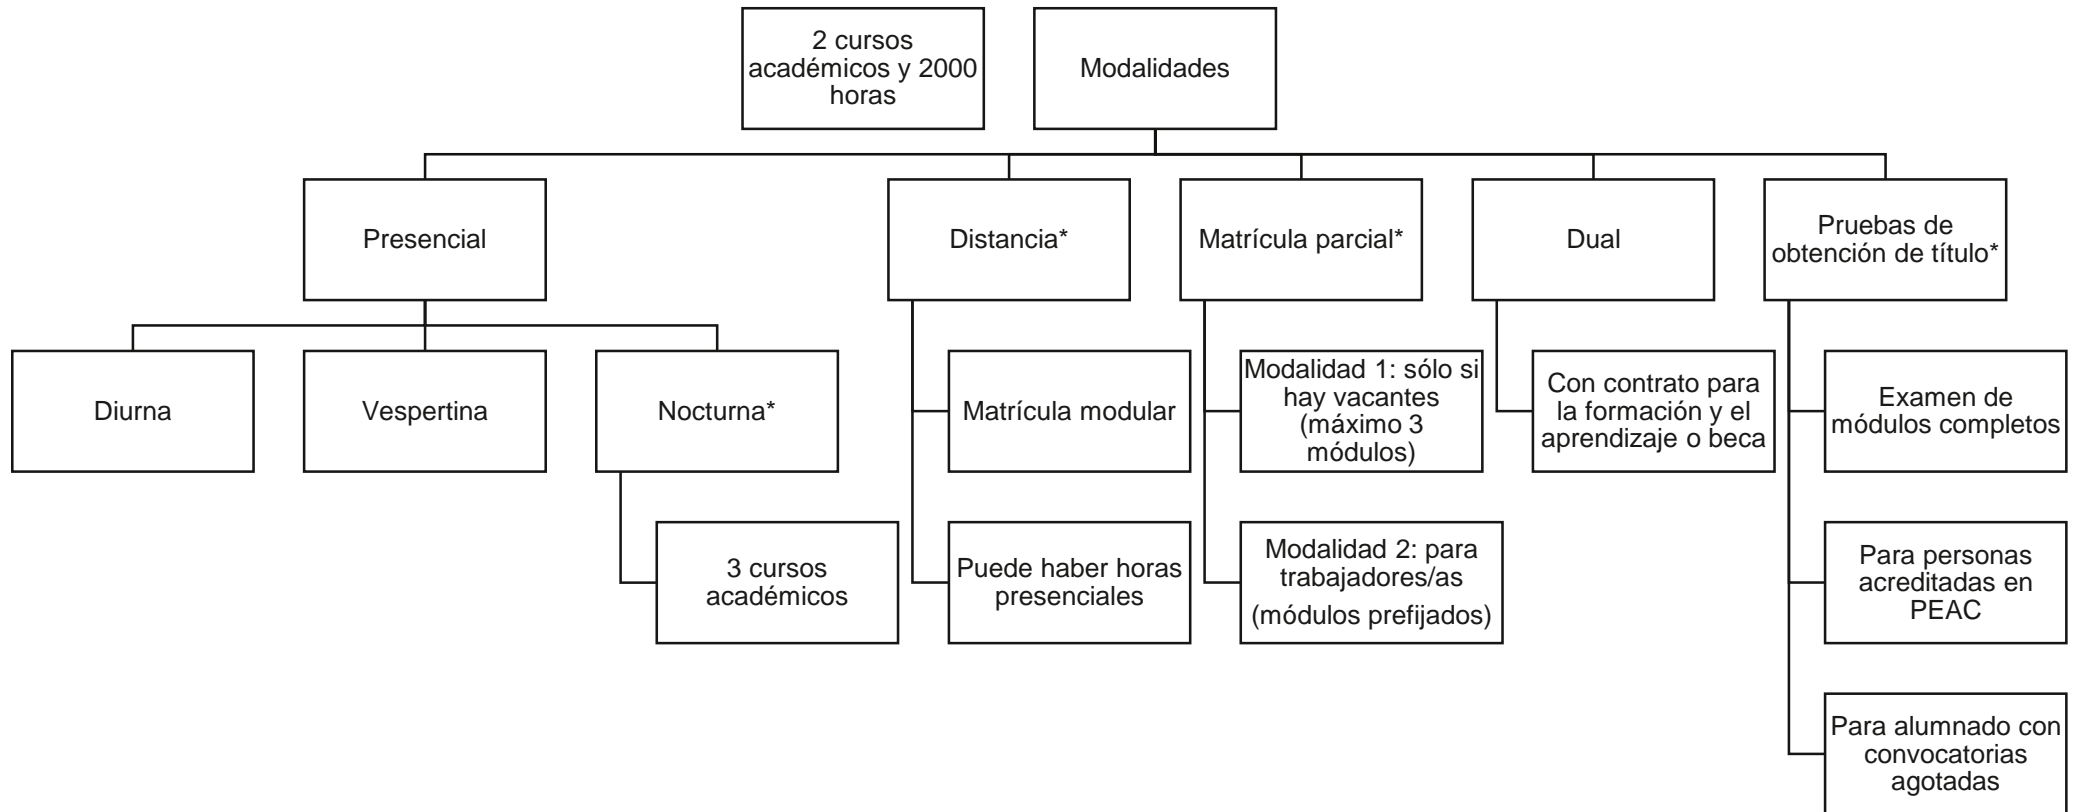 2 cursos
académicos y 2000
horas
Modalidades
Presencial
Distancia*
Matrícula parcial*
Dual
Pruebas de
obtención de título*
Diurna
Vespertina
Nocturna*
Matrícula modular
Modalidad 1: sólo si
hay vacantes
(máximo 3
módulos)
Con contrato para
la formación y el
aprendizaje o beca
Examen de
módulos completos
3 cursos
académicos
Puede haber horas
presenciales
Modalidad 2: para
trabajadores/as
(módulos prefijados)
Para personas
acreditadas en
PEAC
Para alumnado con
convocatorias
agotadas